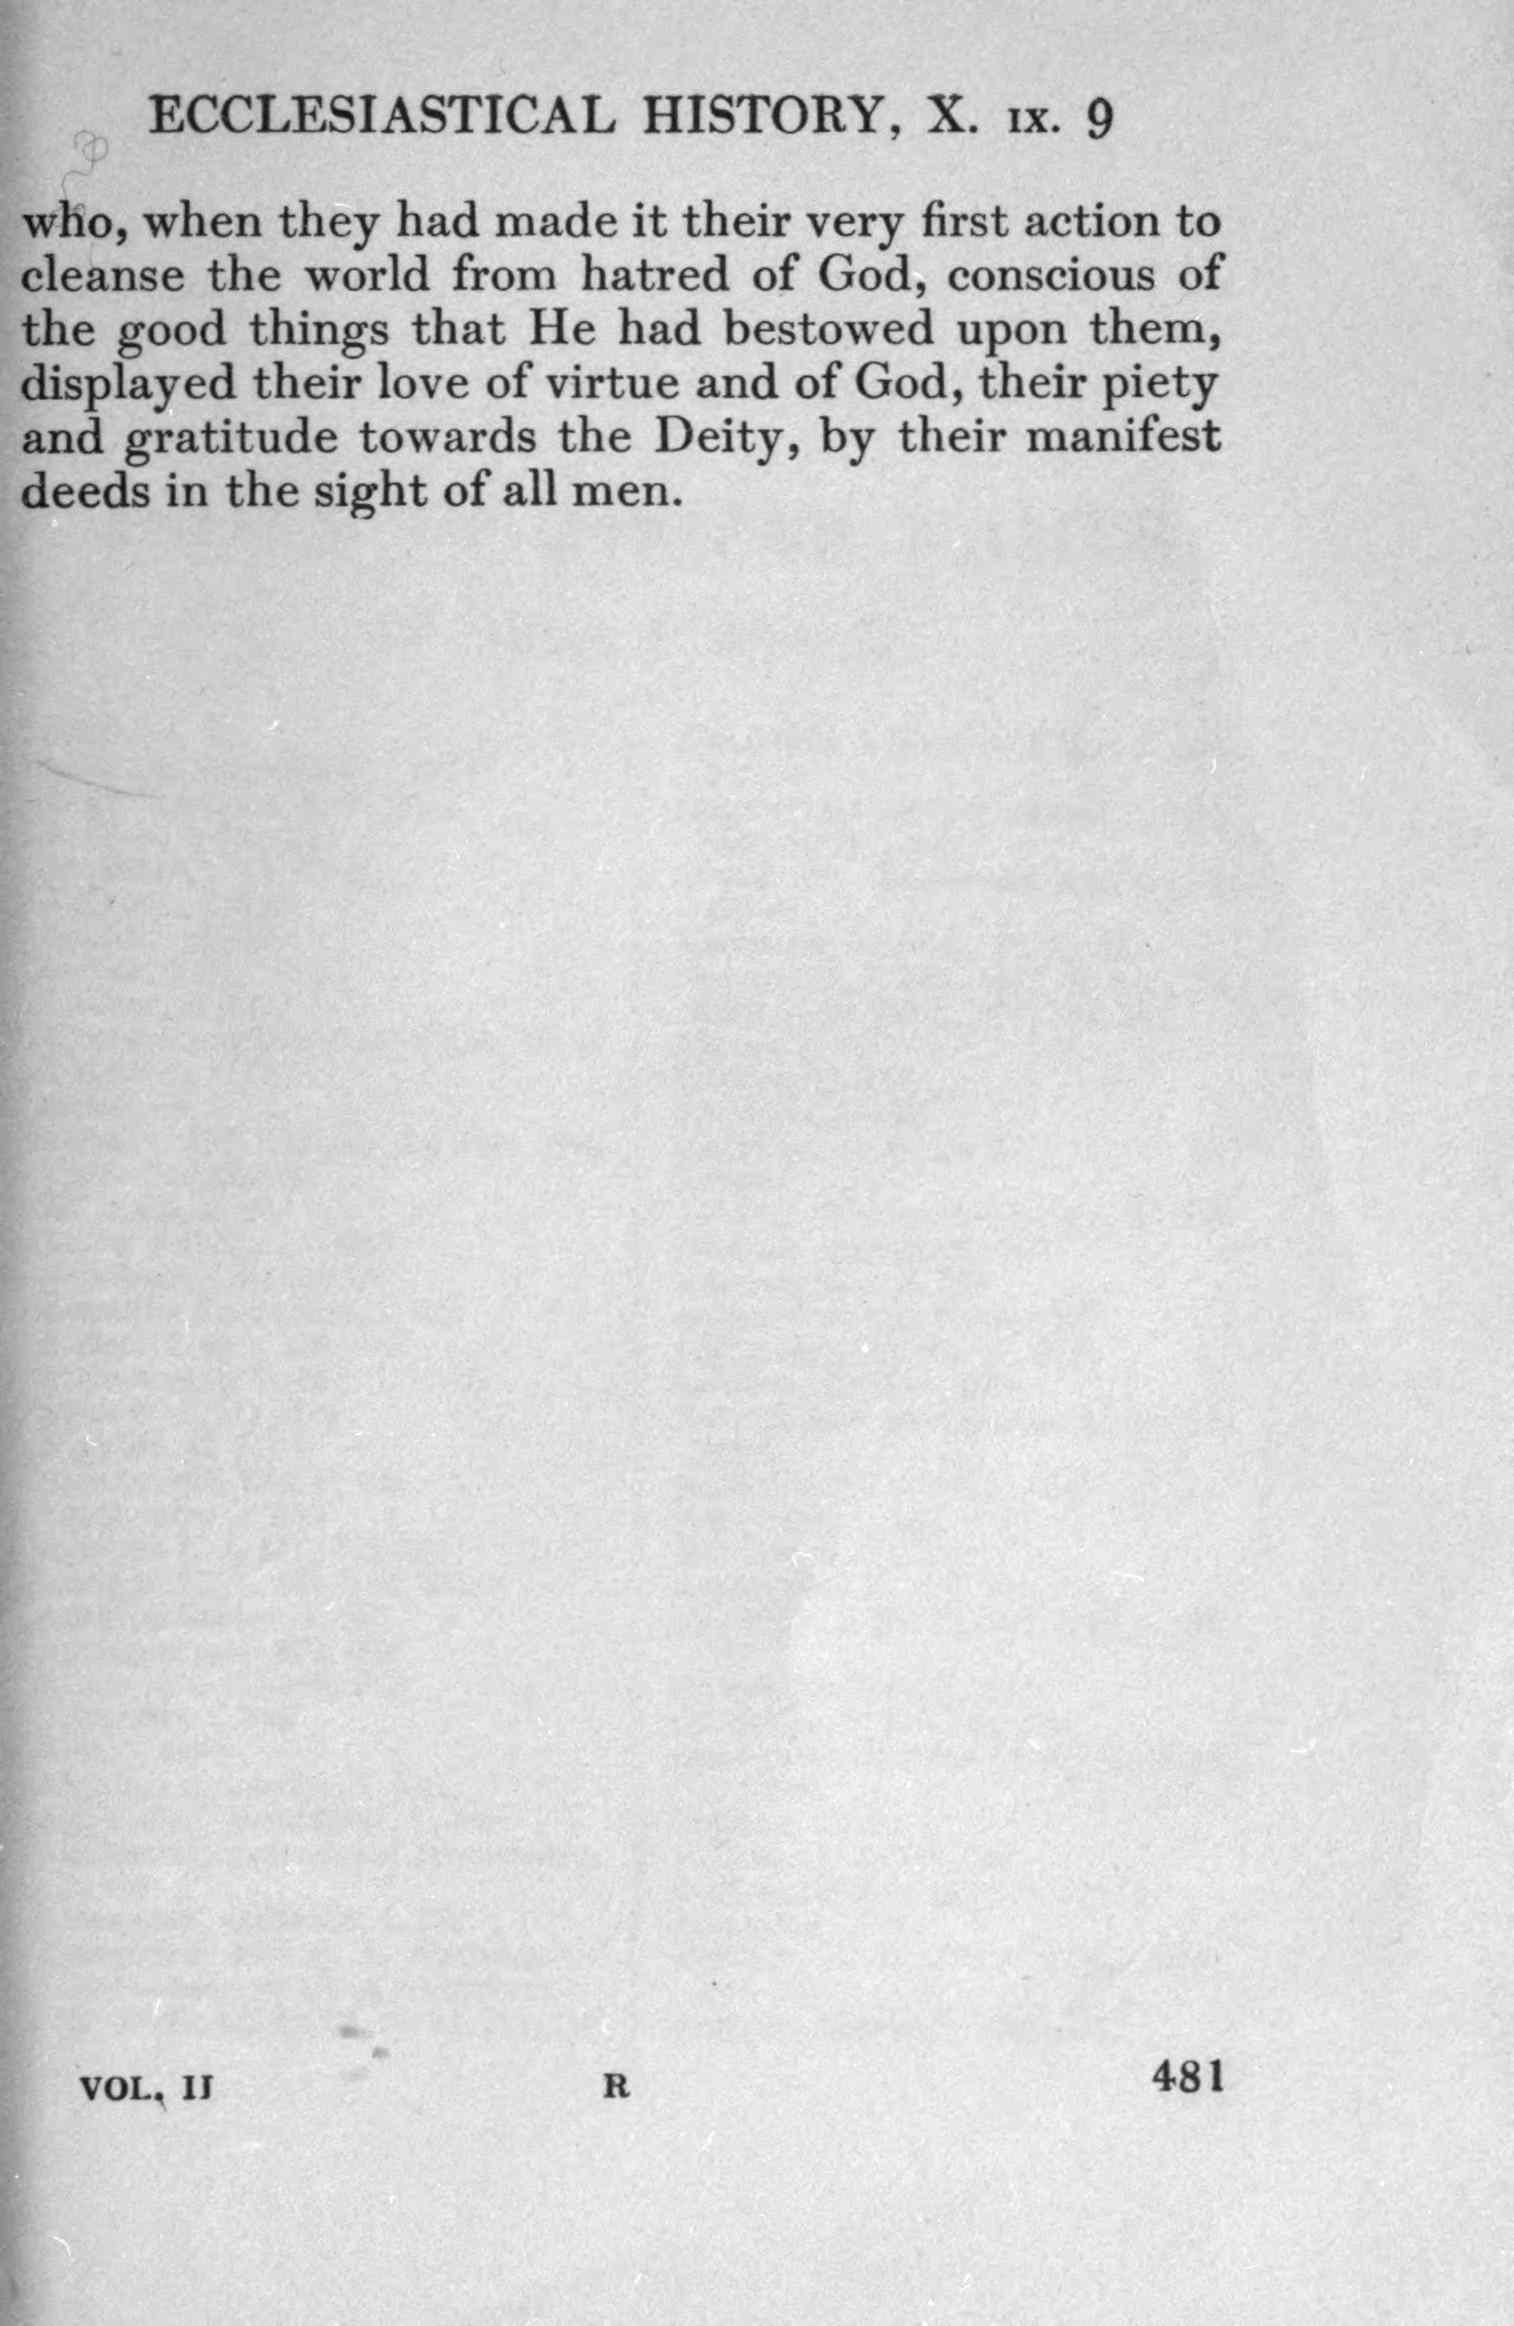 ECCLESIASTICAL HISTORY, X. IX. 9
who, when they had made it their very first action to
cleanse the world from hatred of God, conscious of
the good things that He had bestowed upon them,
displayed their love of virtue and of God, their piety
and gratitude towards the Deity, by their manifest
deeds in the sight of all men.
VOL. II R 481